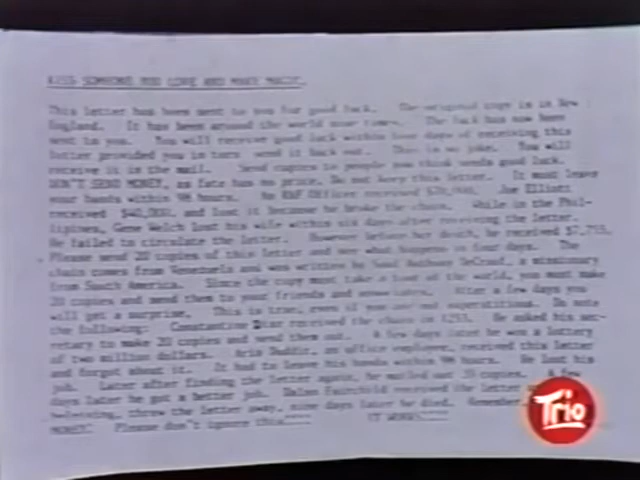 KISS SOMEONE YOU LOVE AND MAKE MAGIC.
This letter has been sent to you for good luck. The original copy is in New
England. It has been around the world nine times. The luck has now been
sent to you. You will receive good luck within four days of receiving this
letter provided you in turn send it back out. This is no joke. You will
receive it in the mail. Send copies to people you think needs good luck.
DON'T SEND MONEY, as fate has no price. Do not keep this letter. It must leave
your hands within 96 hours. RAF Officer received $70,000. Joe Elliott
received $40,000 and lost it because he broke the chain. While in the Phil-
lipines, Gene Welch lost his wife within six days after receiving the letter.
He failed to circulate the letter. However before her death, he received $7,755.
Please send 20 copies of this letter and see what happens in four days. The
chain comes from Venezuela and was written by Saul Anthony DeCrouf, a missionary
from South America. Since the copy must take a tour of the world, you must make
20 copies and send them to your friends and associates. After a few days you
will get a surprise. This is true, even if you are not superstitious. Do note
the following: Constantine Dias received the chain in 1253. He asked his sec-
retary to make 20 copies and send them out. A few days later he won a lottery
of two million dollars. Aria Daddit, an office employee, received this letter
and forgot about it. It had to leave his hands within 96 hours. He lost his
job. Later after finding the letter again, he mailed out 20 copies. A few
days later he got a better job. Dalan Fairchild received the letter
believing, threw the letter away, nine days later he died. Remember
MONEY! Please don't ignore this IT WORKS
Trio